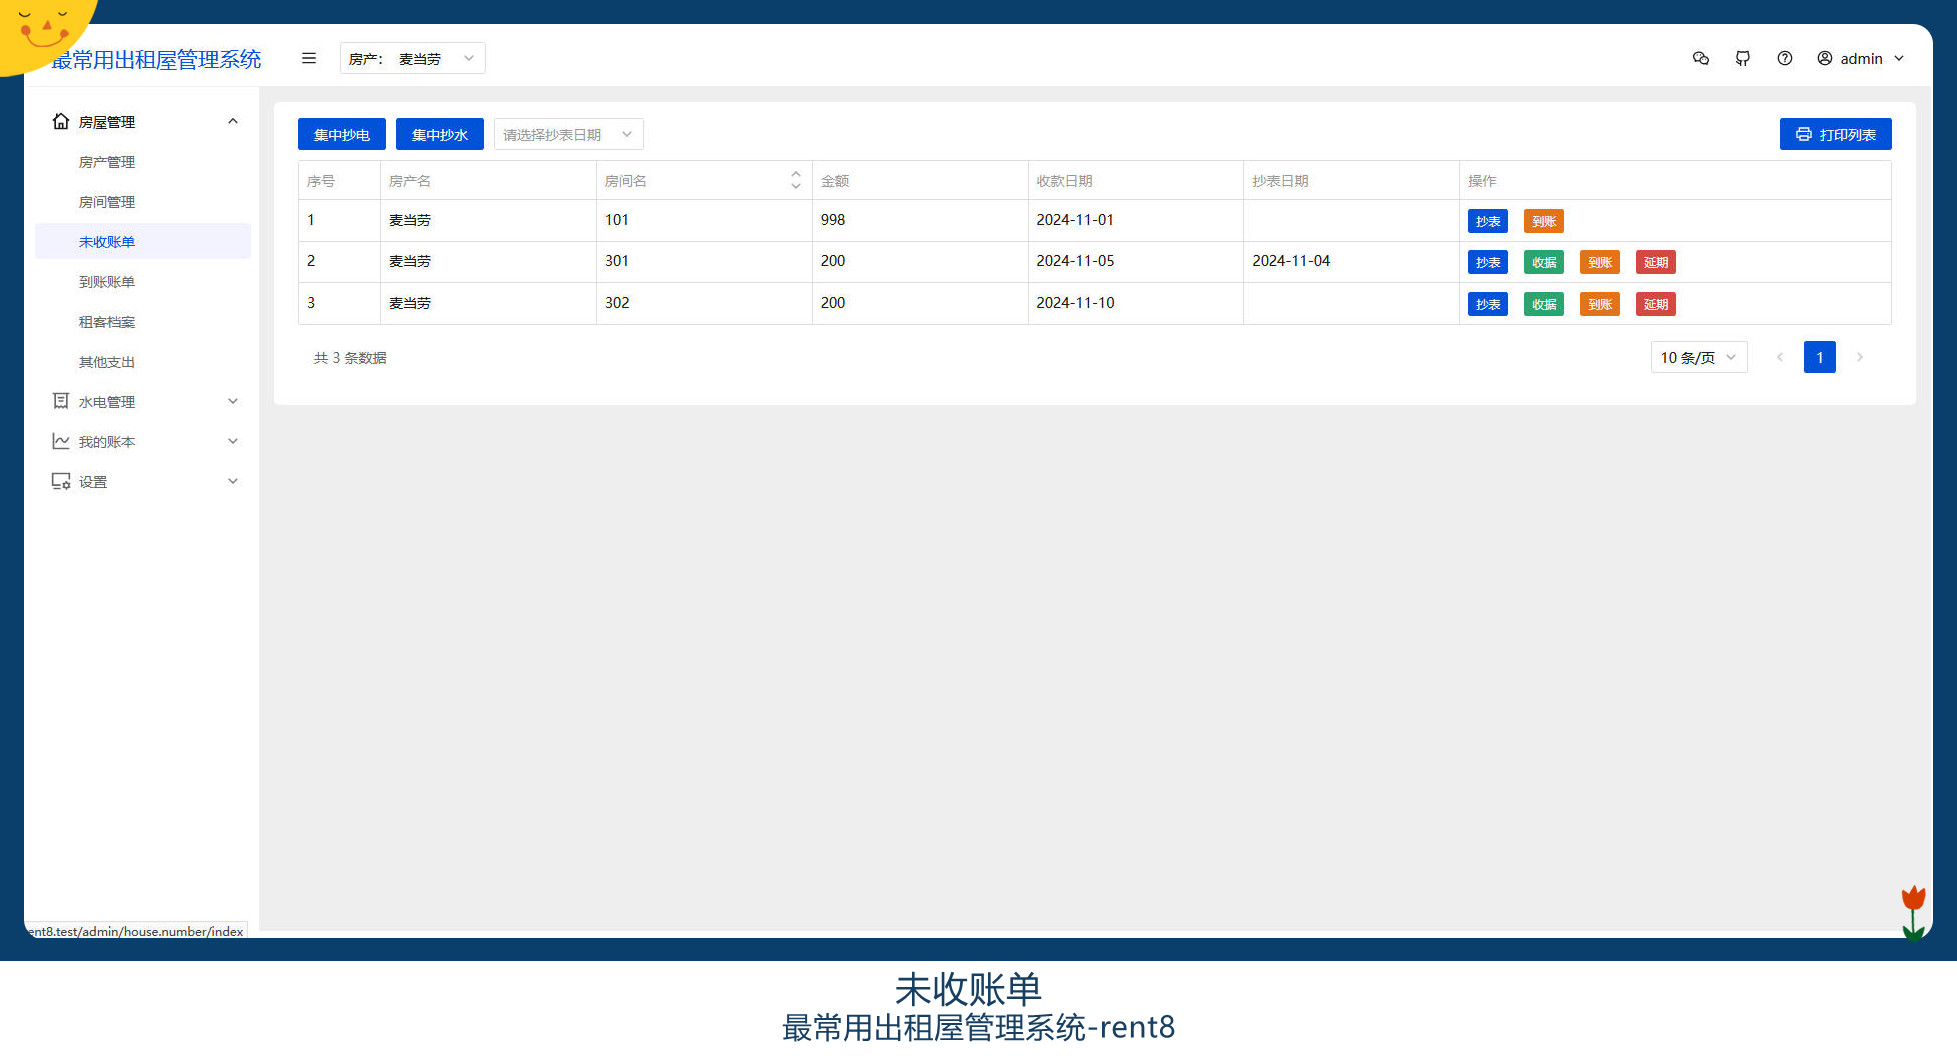 最常用出租屋管理系统
房产： 麦当劳
admin
房屋管理
房产管理
房间管理
未收账单
到账账单
租客档案
其他支出
水电管理
我的账本
设置
集中抄电 集中抄水 请选择抄表日期 打印列表
序号 房产名 房间名 金额 收款日期 抄表日期 操作
1 麦当劳 101 998 2024-11-01 抄表 到账
2 麦当劳 301 200 2024-11-05 2024-11-04 抄表 收据 到账 延期
3 麦当劳 302 200 2024-11-10 抄表 收据 到账 延期
共 3 条数据 10 条/页 1
ent8.test/admin/house.number/index
未收账单
最常用出租屋管理系统-rent8